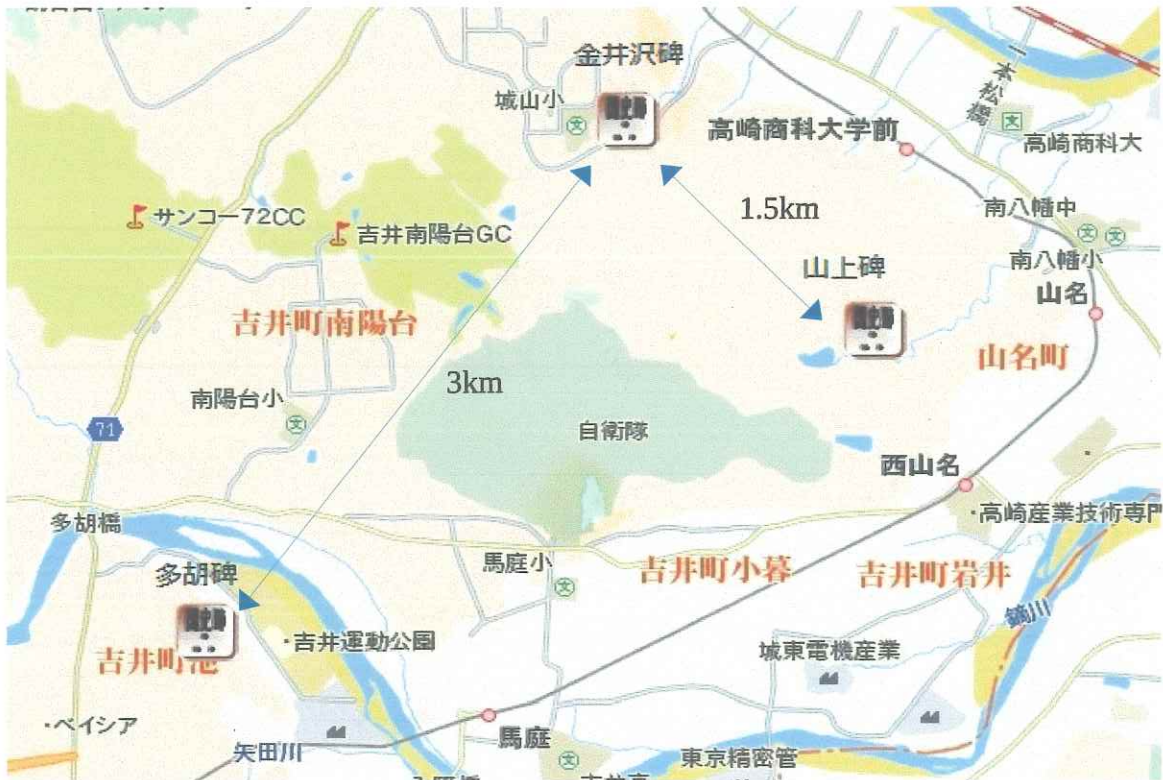 金井沢碑
城山小
一本松橋
高崎商科大学前
高崎商科大
1.5km
南八幡中
サンコー72CC
吉井南陽台GC
南八幡小
山上碑
山名
国史跡
吉井町南陽台
山名町
3km
南陽台小
71
自衛隊
西山名
多胡橋
・高崎産業技術専門
馬庭小
吉井町小暮
吉井町岩井
多胡碑
鏑川
・吉井運動公園
吉井町池
城東電機産業
・ベイシア
矢田川
馬庭
東京精密管